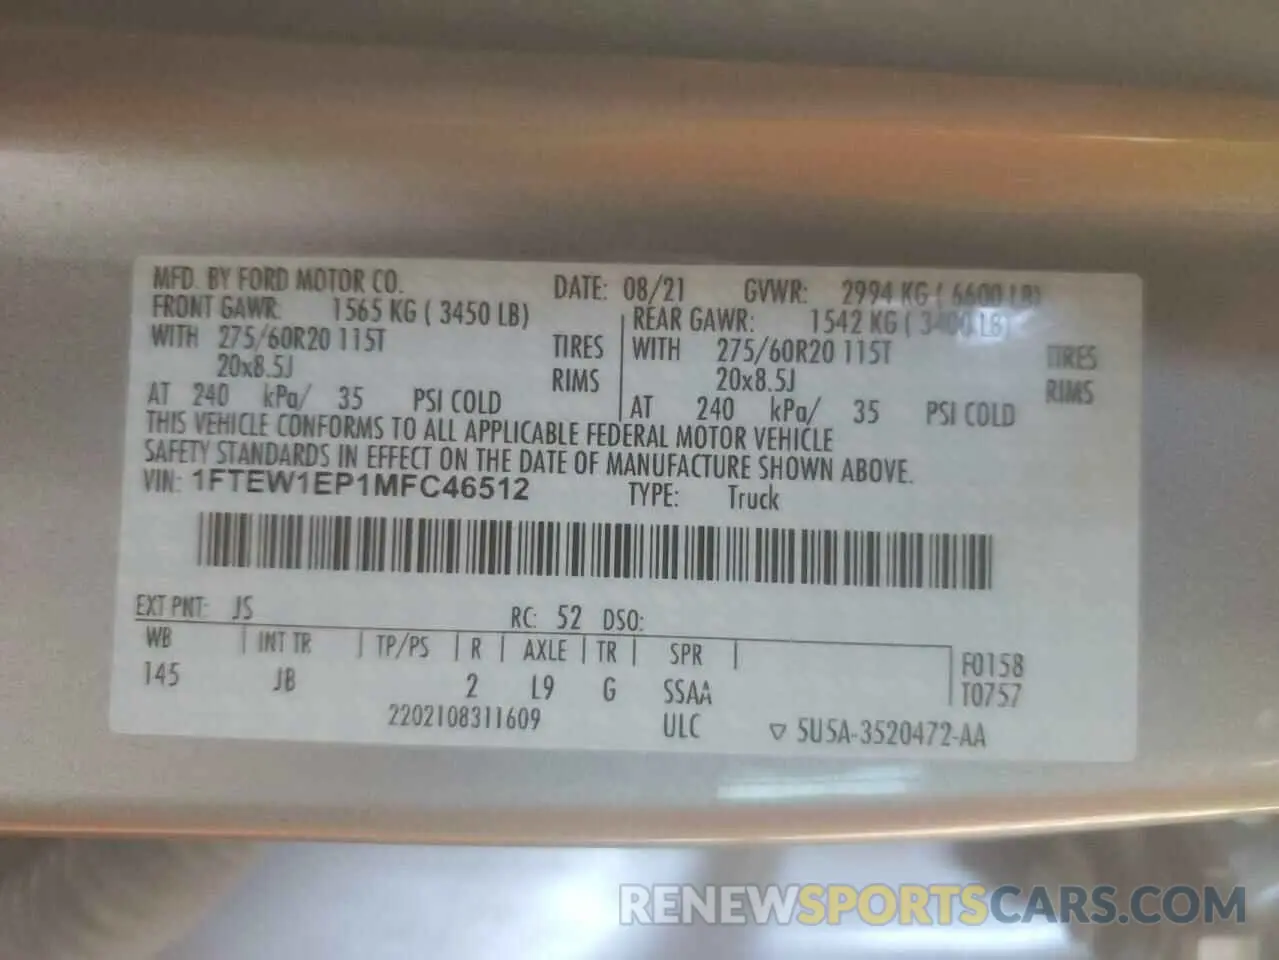 MFD. BY FORD MOTOR CO. DATE: 08/21 GVWR: 2994 KG ( 6600 LB)
FRONT GAWR: 1565 KG ( 3450 LB) REAR GAWR: 1542 KG ( 3400 LB)
WITH 275/60R20 115T TIRES WITH 275/60R20 115T TIRES
20x8.5J RIMS 20x8.5J RIMS
AT 240 kPa/ 35 PSI COLD AT 240 kPa/ 35 PSI COLD
THIS VEHICLE CONFORMS TO ALL APPLICABLE FEDERAL MOTOR VEHICLE
SAFETY STANDARDS IN EFFECT ON THE DATE OF MANUFACTURE SHOWN ABOVE.
VIN: 1FTEW1EP1MFC46512 TYPE: Truck
EXT PNT: JS RC: 52 DSO:
WB INT TR TP/PS R AXLE TR SPR F0158
145 JB 2 L9 G SSAA T0757
2202108311609 ULC ▽ 5U5A-3520472-AA
RENEWSPORTSCARS.COM